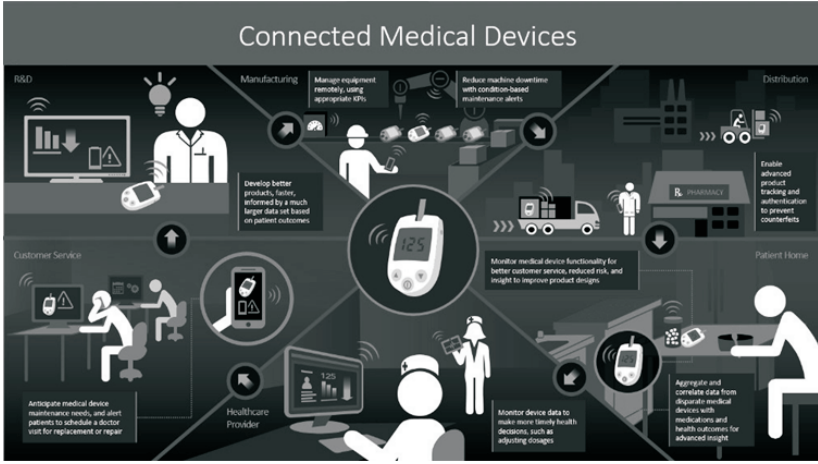 Connected Medical Devices
R&D
Manufacturing
Manage equipment
remotely, using
appropriate KPIs
Reduce machine downtime
with condition-based
maintenance alerts
Distribution
Develop better
products, faster,
informed by a much
larger data set based
on patient outcomes
Enable
advanced
product
tracking and
authentication
to prevent
counterfeits
Rx PHARMACY
125
Customer Service
Monitor medical device functionality for
better customer service, reduced risk, and
insight to improve product designs
Patient Home
125
Anticipate medical device
maintenance needs, and alert
patients to schedule a doctor
visit for replacement or repair
Healthcare
Provider
Monitor device data to
make more timely health
decisions, such as
adjusting dosages
Aggregate and
correlate data from
disparate medical
devices with
medications and
health outcomes for
advanced insight